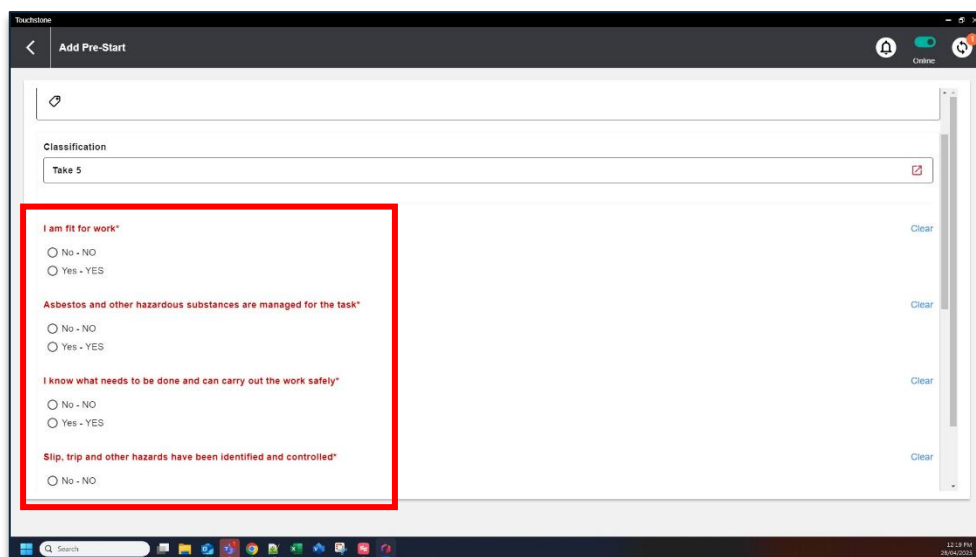 Touchstone
Add Pre-Start
1
Online
Classification
Take 5
I am fit for work*
Clear
No - NO
Yes - YES
Asbestos and other hazardous substances are managed for the task*
Clear
No - NO
Yes - YES
I know what needs to be done and can carry out the work safely*
Clear
No - NO
Yes - YES
Slip, trip and other hazards have been identified and controlled*
Clear
No - NO
Search
12:19 PM
28/04/2025